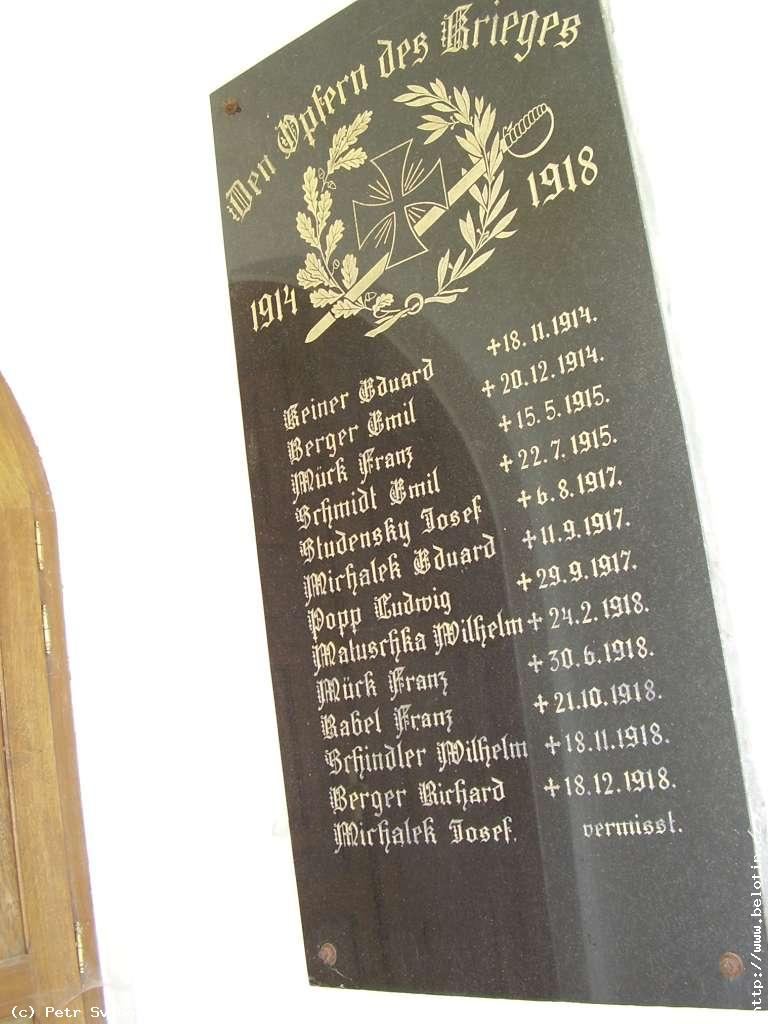 Den Opfern des Krieges
1914 1918
Keiner Eduard +18.11.1914.
Berger Emil +20.12.1914.
Mück Franz +15.5.1915.
Schmidt Emil +22.7.1915.
Studensky Josef +6.8.1917.
Michalek Eduard +11.9.1917.
Popp Ludwig +29.9.1917.
Maluschka Wilhelm +24.2.1918.
Mück Franz +30.6.1918.
Rabel Franz +21.10.1918.
Schindler Wilhelm +18.11.1918.
Berger Richard +18.12.1918.
Michalek Josef. vermisst.
(c) Petr